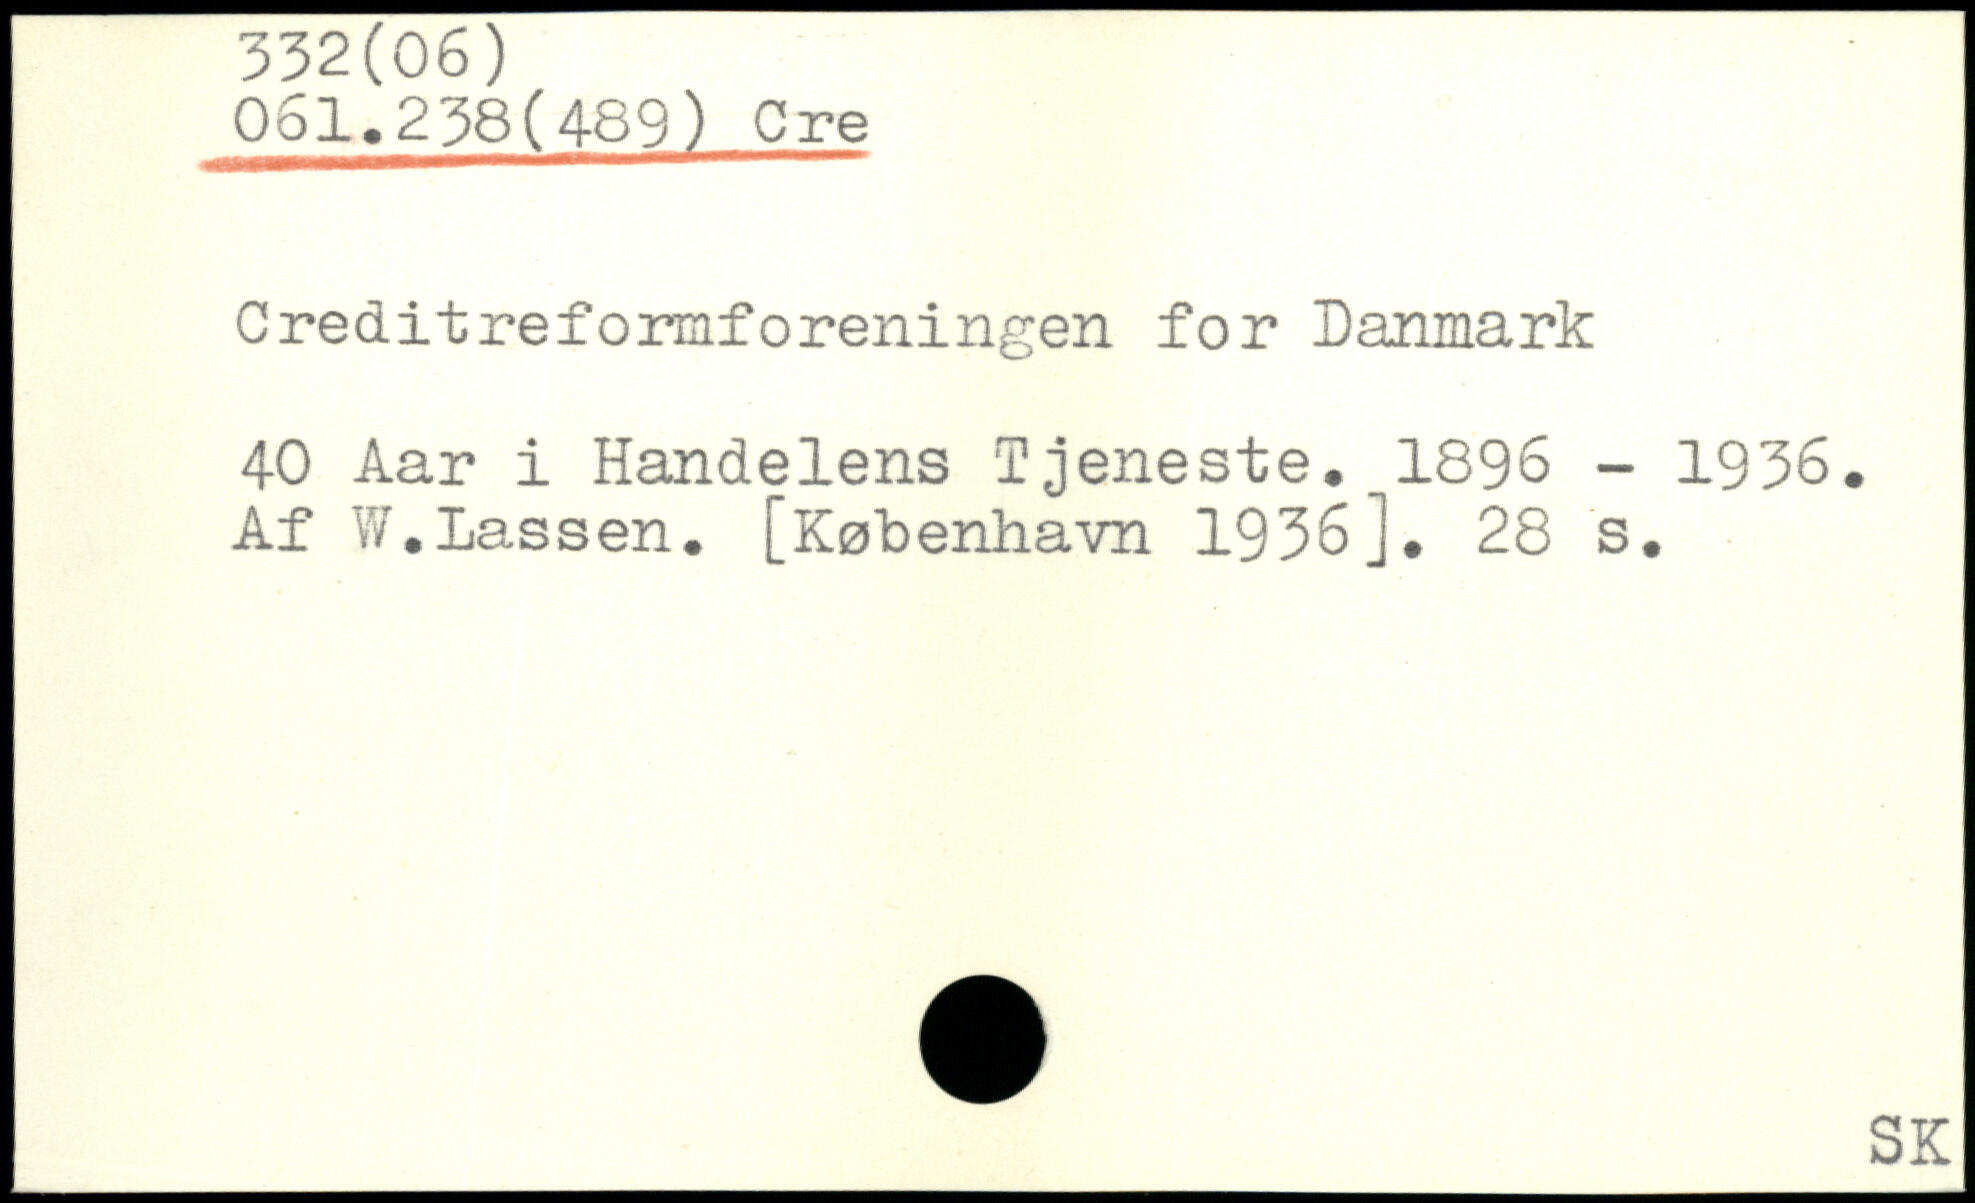 332(06)
061.238(489) Cre
Creditreformforeningen for Danmark
40 Aar i Handelens Tjeneste. 1896 - 1936.
Af W.Lassen. [København 1936]. 28 s.
SK